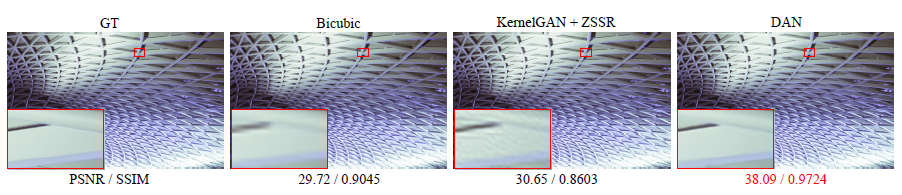 GT
Bicubic
KernelGAN + ZSSR
DAN
PSNR / SSIM
29.72 / 0.9045
30.65 / 0.8603
38.09 / 0.9724